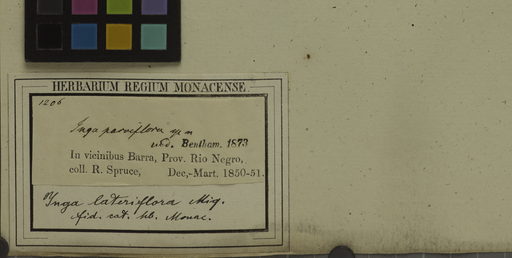 HERBARIUM REGIUM MONACENSE.
1206
Inga parviflora
vid. Bentham. 1873
In vicinibus Barra, Prov. Rio Negro,
coll. R. Spruce, Dec,-Mart. 1850-51.
Inga lateriflora Miq.
fid. cat. hb. Monac.